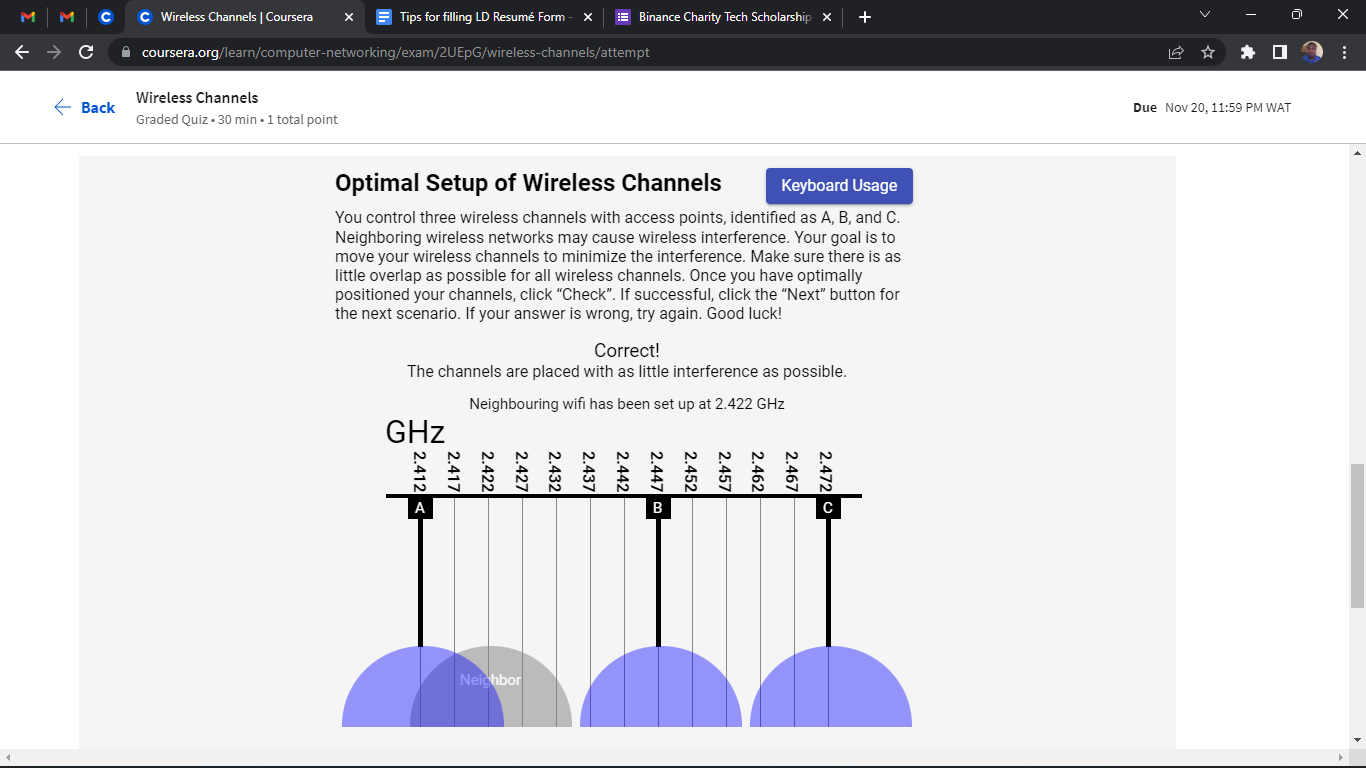 Wireless Channels | Coursera
Tips for filling LD Resumé Form -
Binance Charity Tech Scholarship
coursera.org/learn/computer-networking/exam/2UEpG/wireless-channels/attempt
Back
Wireless Channels
Graded Quiz • 30 min • 1 total point
Due Nov 20, 11:59 PM WAT
Optimal Setup of Wireless Channels
Keyboard Usage
You control three wireless channels with access points, identified as A, B, and C.
Neighboring wireless networks may cause wireless interference. Your goal is to
move your wireless channels to minimize the interference. Make sure there is as
little overlap as possible for all wireless channels. Once you have optimally
positioned your channels, click “Check”. If successful, click the “Next” button for
the next scenario. If your answer is wrong, try again. Good luck!
Correct!
The channels are placed with as little interference as possible.
Neighbouring wifi has been set up at 2.422 GHz
GHz
2.412
2.417
2.422
2.427
2.432
2.437
2.442
2.447
2.452
2.457
2.462
2.467
2.472
A
B
C
Neighbor